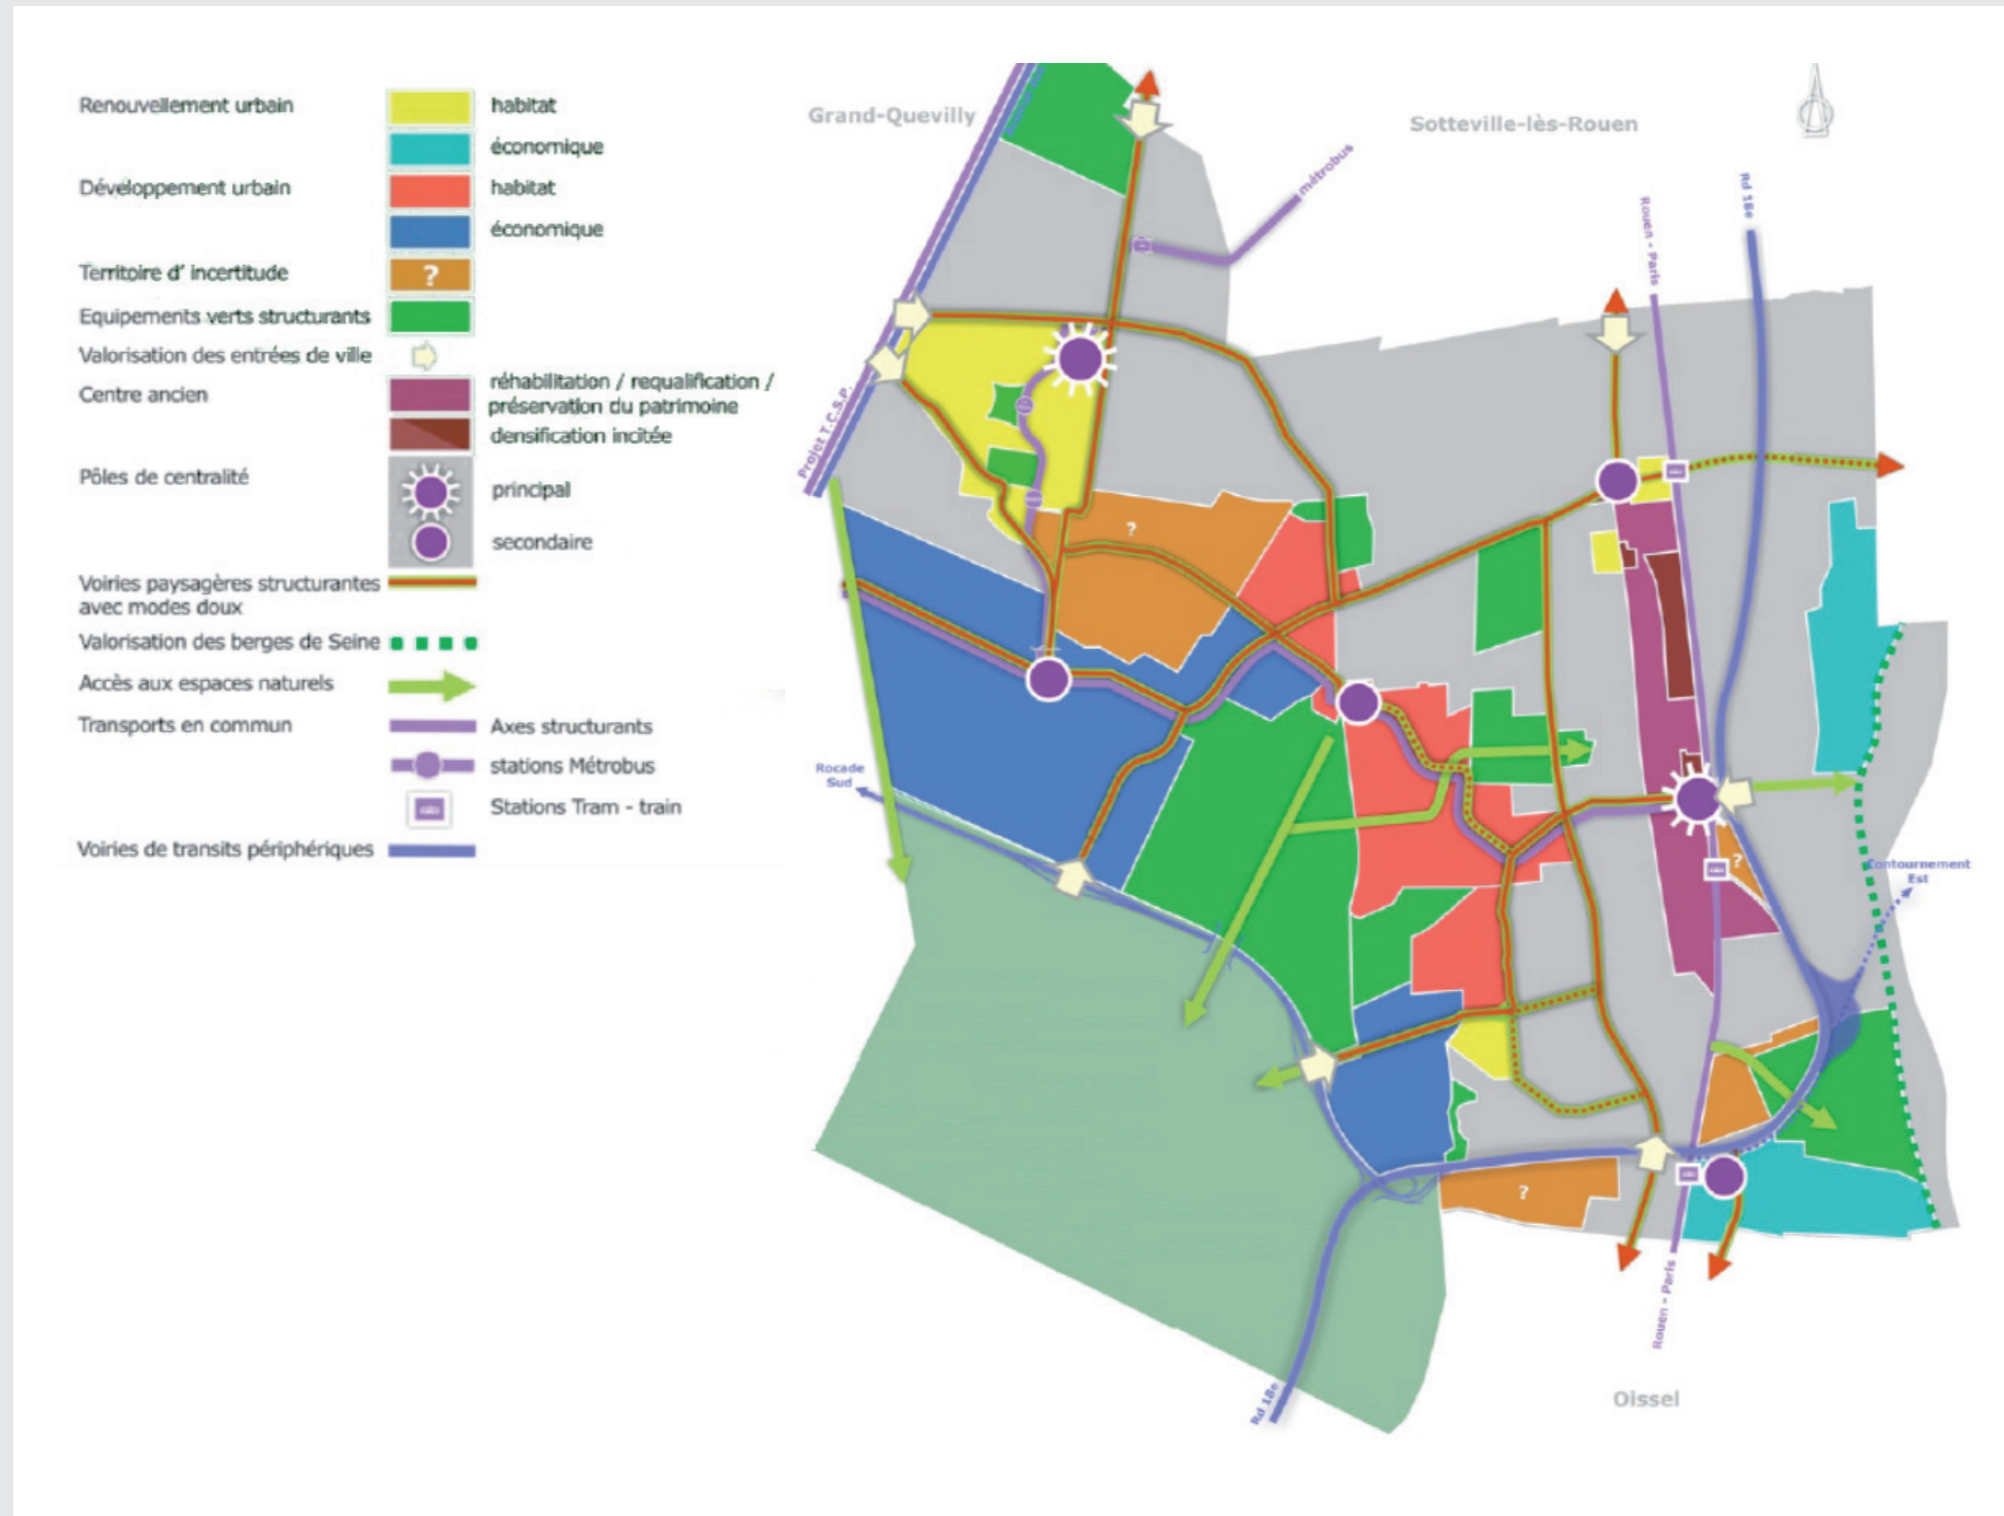 Renouvellement urbain
habitat
économique
Développement urbain
habitat
économique
Territoire d' incertitude
?
Equipements verts structurants
Valorisation des entrées de ville
Centre ancien
réhabilitation / requalification /
préservation du patrimoine
densification incitée
Pôles de centralité
principal
secondaire
Voiries paysagères structurantes
avec modes doux
Valorisation des berges de Seine
Accès aux espaces naturels
Transports en commun
Axes structurants
stations Métrobus
Stations Tram - train
Voiries de transits périphériques
Grand-Quevilly
Sotteville-lès-Rouen
métrobus
Rouen - Paris
Rd 18e
Projet T.C.S.P.
?
Rocade
Sud
?
Contournement
Est
?
Rouen - Paris
Rd 18e
Oissel